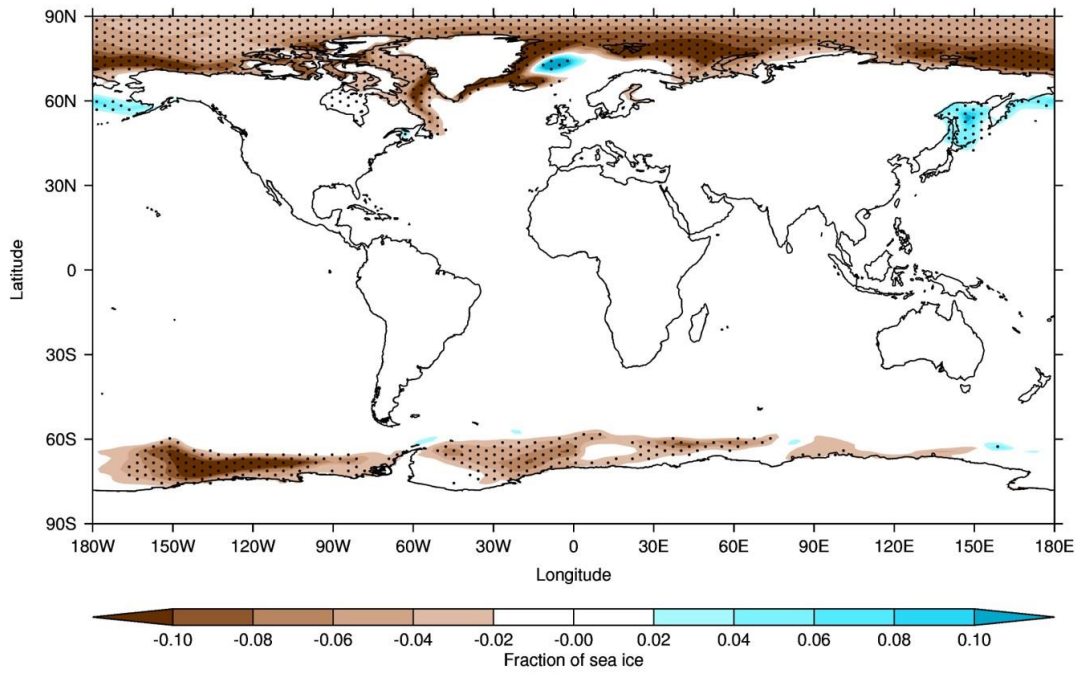 90N
60N
30N
0
30S
60S
90S
Latitude
180W 150W 120W 90W 60W 30W 0 30E 60E 90E 120E 150E 180E
Longitude
-0.10 -0.08 -0.06 -0.04 -0.02 -0.00 0.02 0.04 0.06 0.08 0.10
Fraction of sea ice